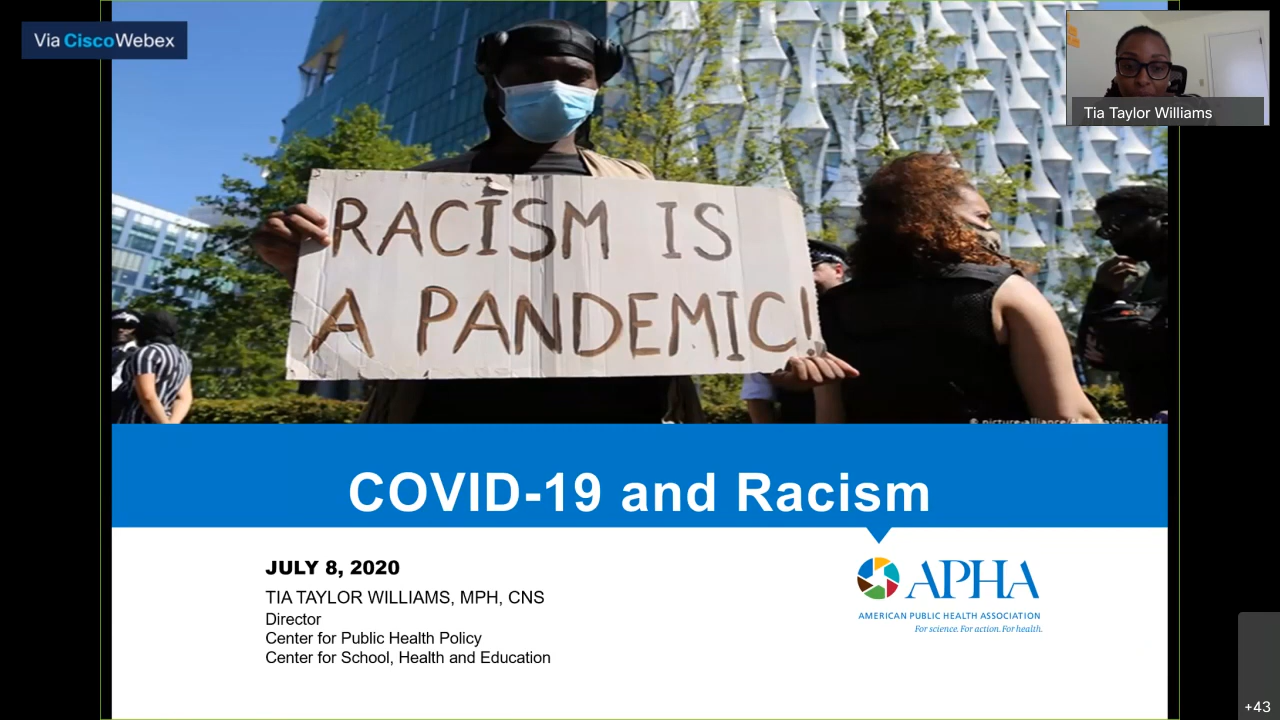 Via CiscoWebex
Tia Taylor Williams
RACISM IS
A PANDEMIC!
COVID-19 and Racism
JULY 8, 2020
TIA TAYLOR WILLIAMS, MPH, CNS
Director
Center for Public Health Policy
Center for School, Health and Education
APHA
AMERICAN PUBLIC HEALTH ASSOCIATION
For science. For action. For health.
+43